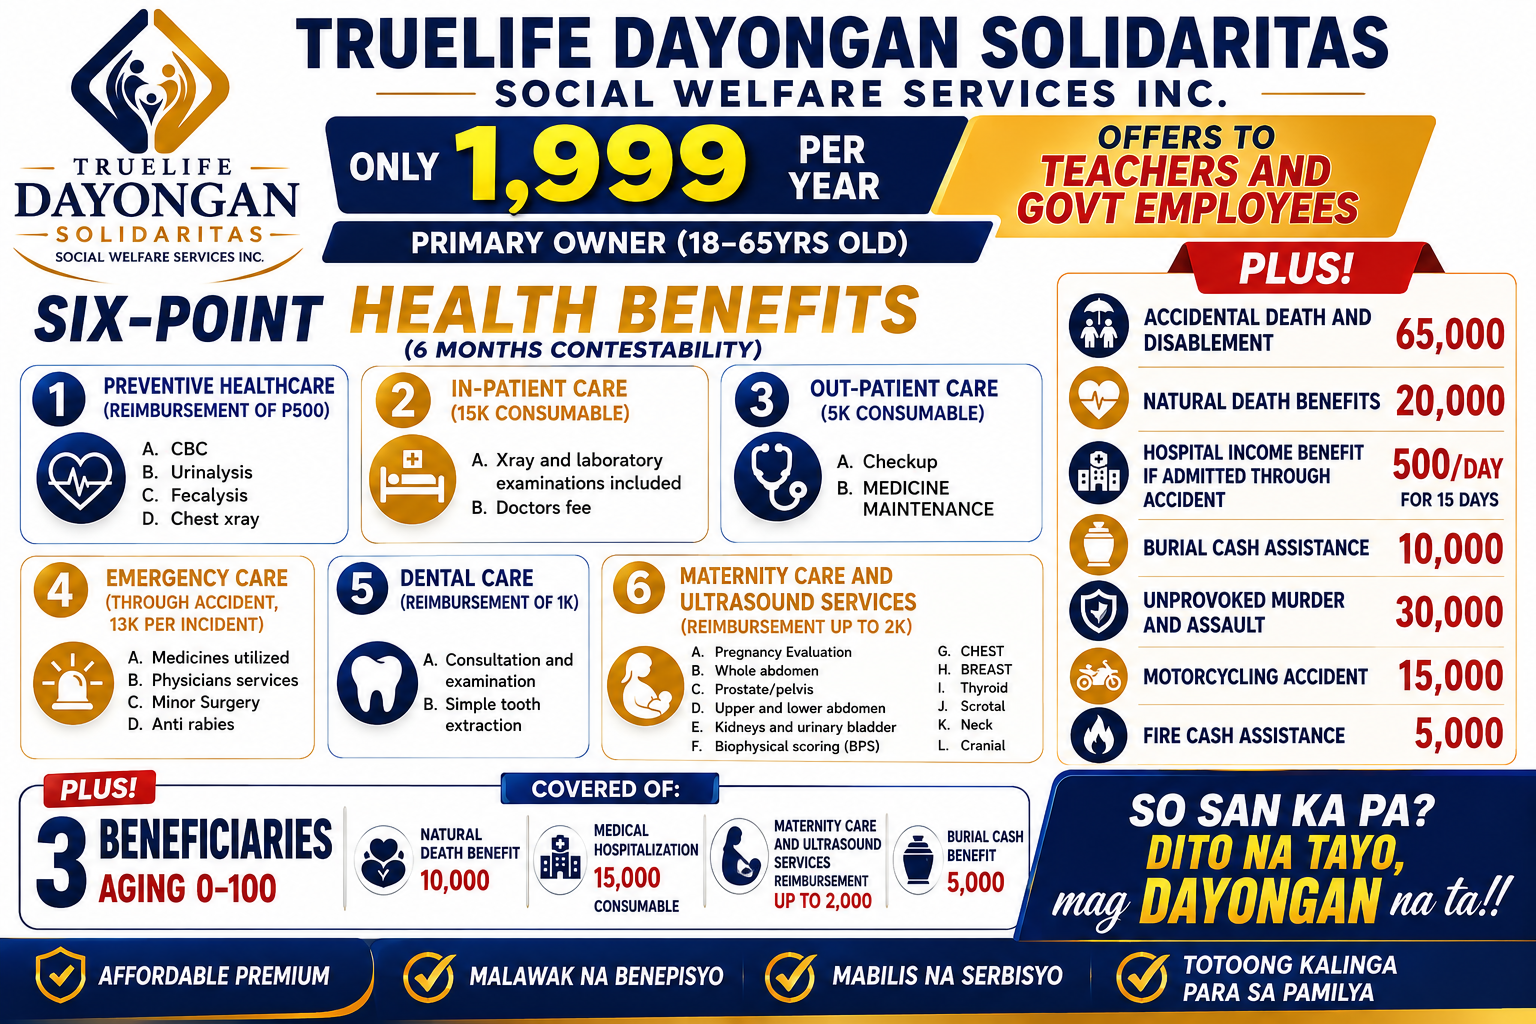 TRUELIFE
DAYONGAN
SOLIDARITAS
SOCIAL WELFARE SERVICES INC.
TRUELIFE DAYONGAN SOLIDARITAS
SOCIAL WELFARE SERVICES INC.
ONLY 1,999 PER YEAR
OFFERS TO
TEACHERS AND
GOVT EMPLOYEES
PRIMARY OWNER (18-65YRS OLD)
SIX-POINT HEALTH BENEFITS
(6 MONTHS CONTESTABILITY)
1 PREVENTIVE HEALTHCARE
(REIMBURSEMENT OF P500)
A. CBC
B. Urinalysis
C. Fecalysis
D. Chest xray
2 IN-PATIENT CARE
(15K CONSUMABLE)
A. Xray and laboratory
examinations included
B. Doctors fee
3 OUT-PATIENT CARE
(5K CONSUMABLE)
A. Checkup
B. MEDICINE
MAINTENANCE
4 EMERGENCY CARE
(THROUGH ACCIDENT,
13K PER INCIDENT)
A. Medicines utilized
B. Physicians services
C. Minor Surgery
D. Anti rabies
5 DENTAL CARE
(REIMBURSEMENT OF 1K)
A. Consultation and
examination
B. Simple tooth
extraction
6 MATERNITY CARE AND
ULTRASOUND SERVICES
(REIMBURSEMENT UP TO 2K)
A. Pregnancy Evaluation
B. Whole abdomen
C. Prostate/pelvis
D. Upper and lower abdomen
E. Kidneys and urinary bladder
F. Biophysical scoring (BPS)
G. CHEST
H. BREAST
I. Thyroid
J. Scrotal
K. Neck
L. Cranial
PLUS!
ACCIDENTAL DEATH AND
DISABLEMENT
65,000
NATURAL DEATH BENEFITS 20,000
HOSPITAL INCOME BENEFIT
IF ADMITTED THROUGH
ACCIDENT
500/DAY
FOR 15 DAYS
BURIAL CASH ASSISTANCE 10,000
UNPROVOKED MURDER
AND ASSAULT
30,000
MOTORCYCLING ACCIDENT 15,000
FIRE CASH ASSISTANCE 5,000
PLUS!
3 BENEFICIARIES
AGING 0-100
COVERED OF:
NATURAL
DEATH BENEFIT
10,000
MEDICAL
HOSPITALIZATION
15,000
CONSUMABLE
MATERNITY CARE
AND ULTRASOUND
SERVICES
REIMBURSEMENT
UP TO 2,000
BURIAL CASH
BENEFIT
5,000
SO SAN KA PA?
DITO NA TAYO,
mag DAYONGAN na ta!!
AFFORDABLE PREMIUM
MALAWAK NA BENEPISYO
MABILIS NA SERBISYO
TOTOONG KALINGA
PARA SA PAMILYA